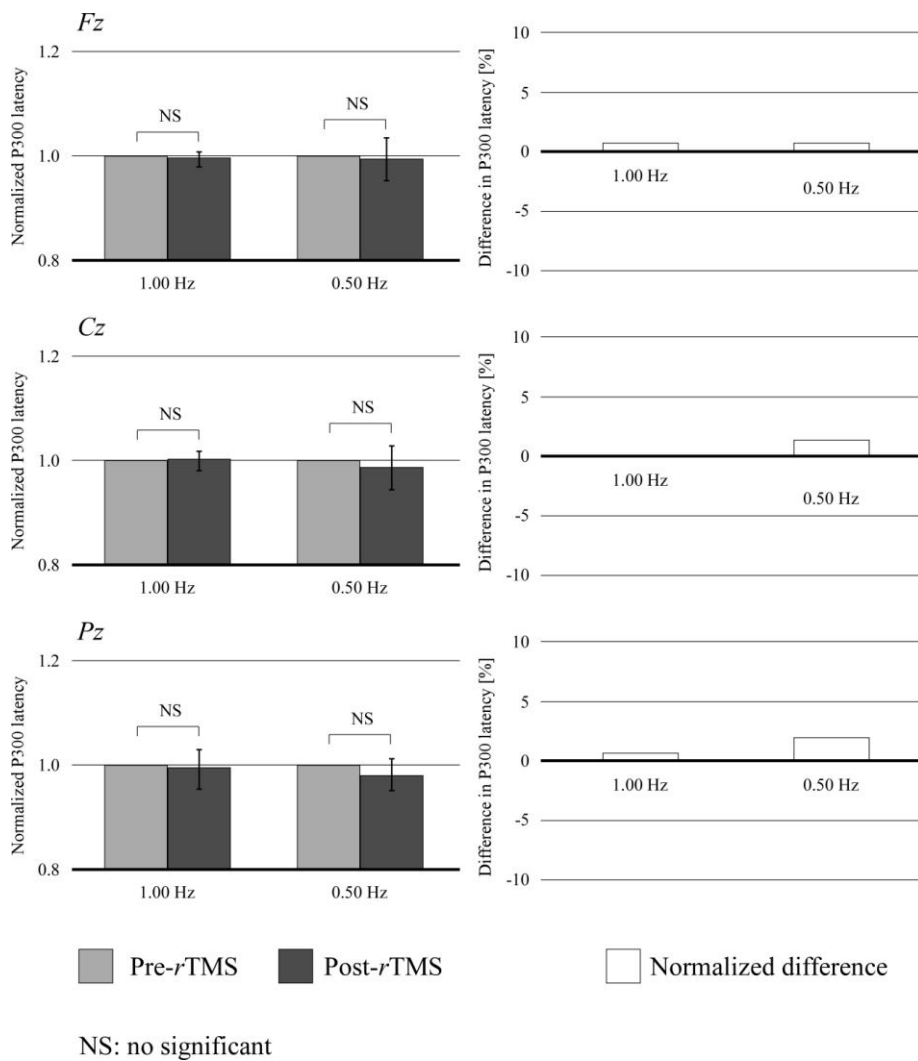 Fz
Normalized P300 latency
1.2
1.0
0.8
NS
NS
1.00 Hz
0.50 Hz
Difference in P300 latency [%]
10
5
0
-5
-10
1.00 Hz
0.50 Hz
Cz
Normalized P300 latency
1.2
1.0
0.8
NS
NS
1.00 Hz
0.50 Hz
Difference in P300 latency [%]
10
5
0
-5
-10
1.00 Hz
0.50 Hz
Pz
Normalized P300 latency
1.2
1.0
0.8
NS
NS
1.00 Hz
0.50 Hz
Difference in P300 latency [%]
10
5
0
-5
-10
1.00 Hz
0.50 Hz
Pre-rTMS
Post-rTMS
Normalized difference
NS: no significant